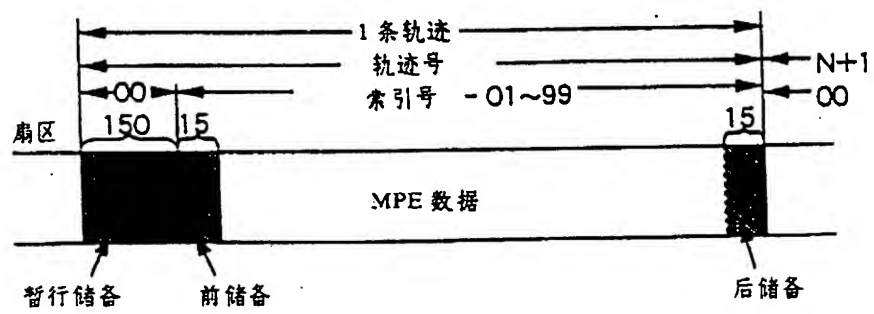 1条轨迹
轨迹号 N+1
00 索引号 -01~99 00
扇区 150 15 15
MPE 数据
暂行储备 前储备 后储备